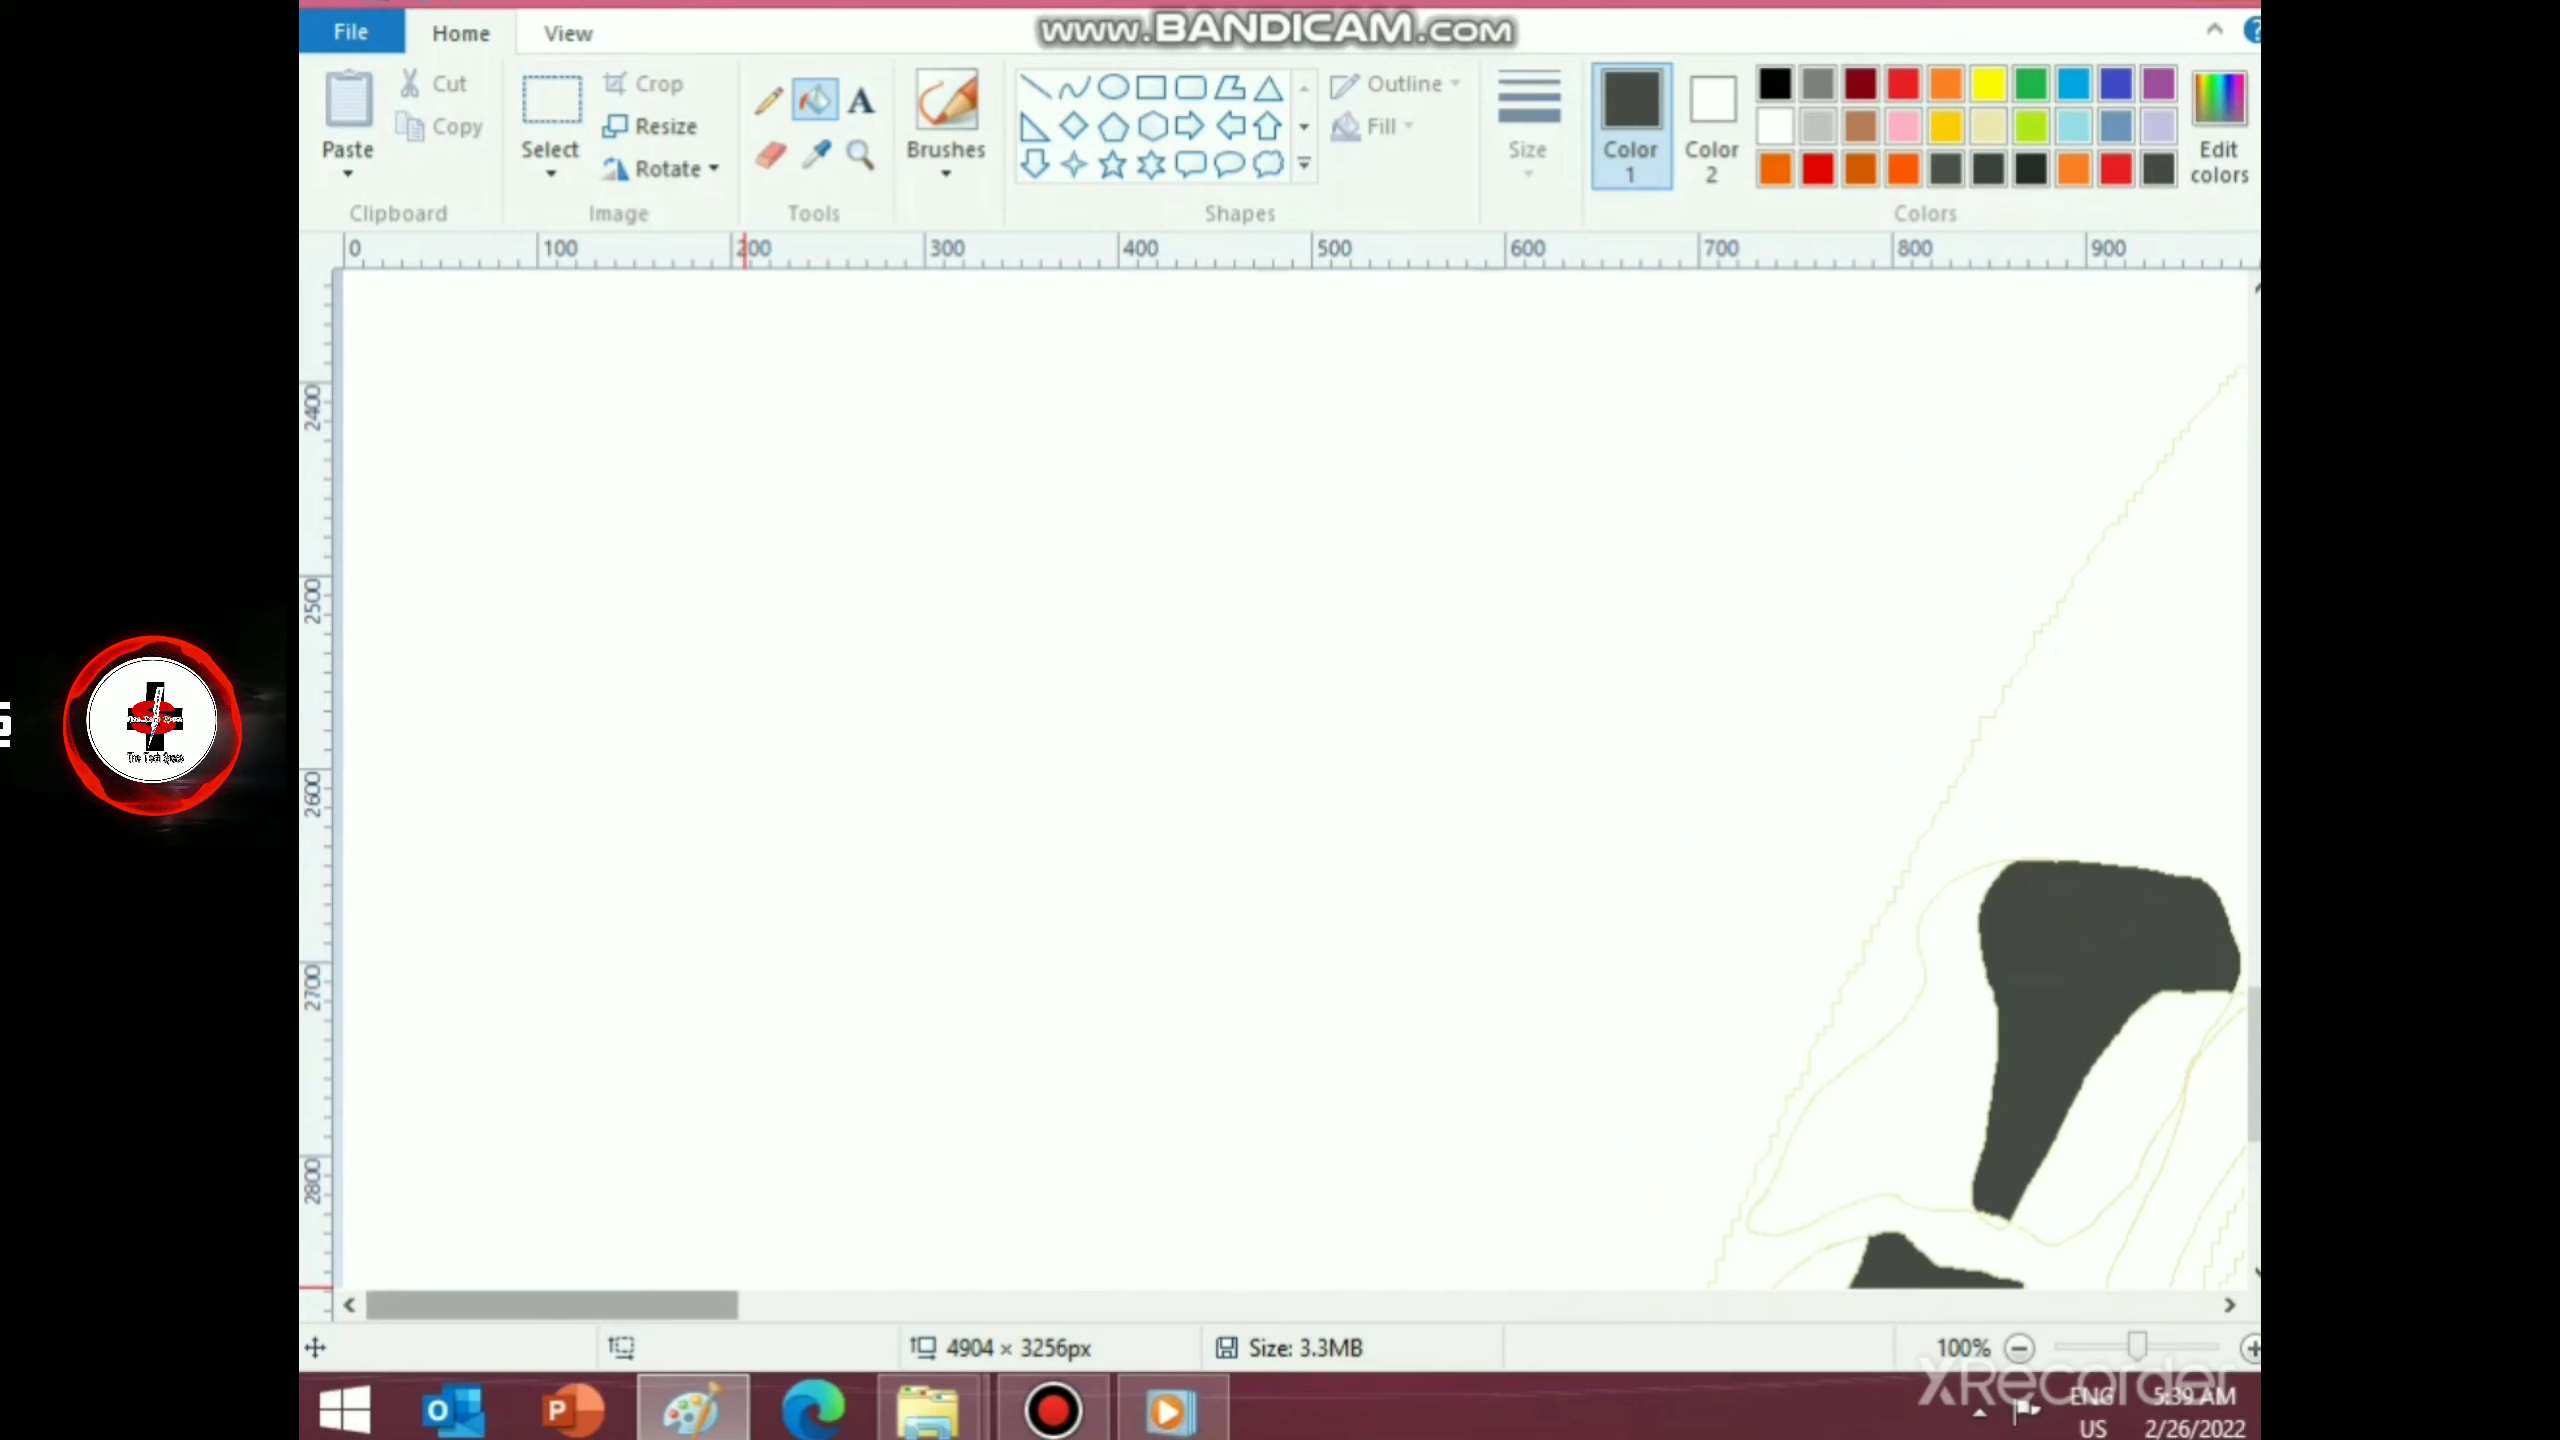 www.BANDICAM.com
File Home View
Cut
Copy
Paste
Clipboard
Select
Crop
Resize
Rotate
Image
A
Tools
Brushes
Outline
Fill
Shapes
Size
Color
1
Color
2
Edit
colors
Colors
0 100 200 300 400 500 600 700 800 900
2400
2500
2600
2700
2800
The Tech Space
4904 × 3256px
Size: 3.3MB
100%
XRecorder
O
P
ENG
US
5:39 AM
2/26/2022